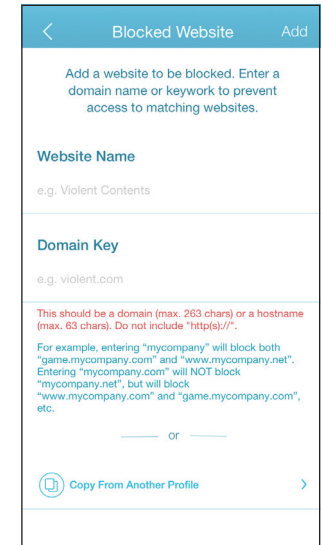 Blocked Website
Add
Add a website to be blocked. Enter a
domain name or keywork to prevent
access to matching websites.
Website Name
e.g. Violent Contents
Domain Key
e.g. violent.com
This should be a domain (max. 263 chars) or a hostname
(max. 63 chars). Do not include "http(s)://".
For example, entering "mycompany" will block both
"game.mycompany.com" and "www.mycompany.net".
Entering "mycompany.com" will NOT block
"mycompany.net", but will block
"www.mycompany.com" and "game.mycompany.com",
etc.
or
Copy From Another Profile